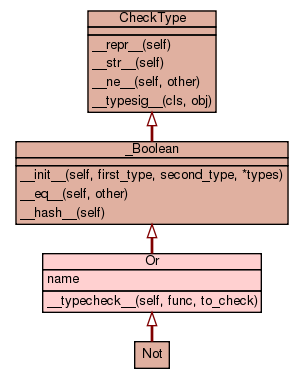 CheckType
__repr__(self)
__str__(self)
__ne__(self, other)
__typesig__(cls, obj)
_Boolean
__init__(self, first_type, second_type, *types)
__eq__(self, other)
__hash__(self)
Or
name
__typecheck__(self, func, to_check)
Not